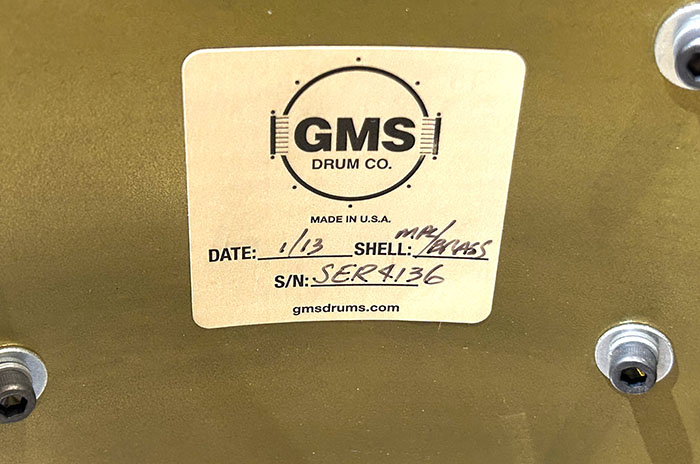 GMS
DRUM CO.
MADE IN U.S.A.
DATE: 1/13 SHELL: MPL/BRASS
S/N: SER4136
gmsdrums.com